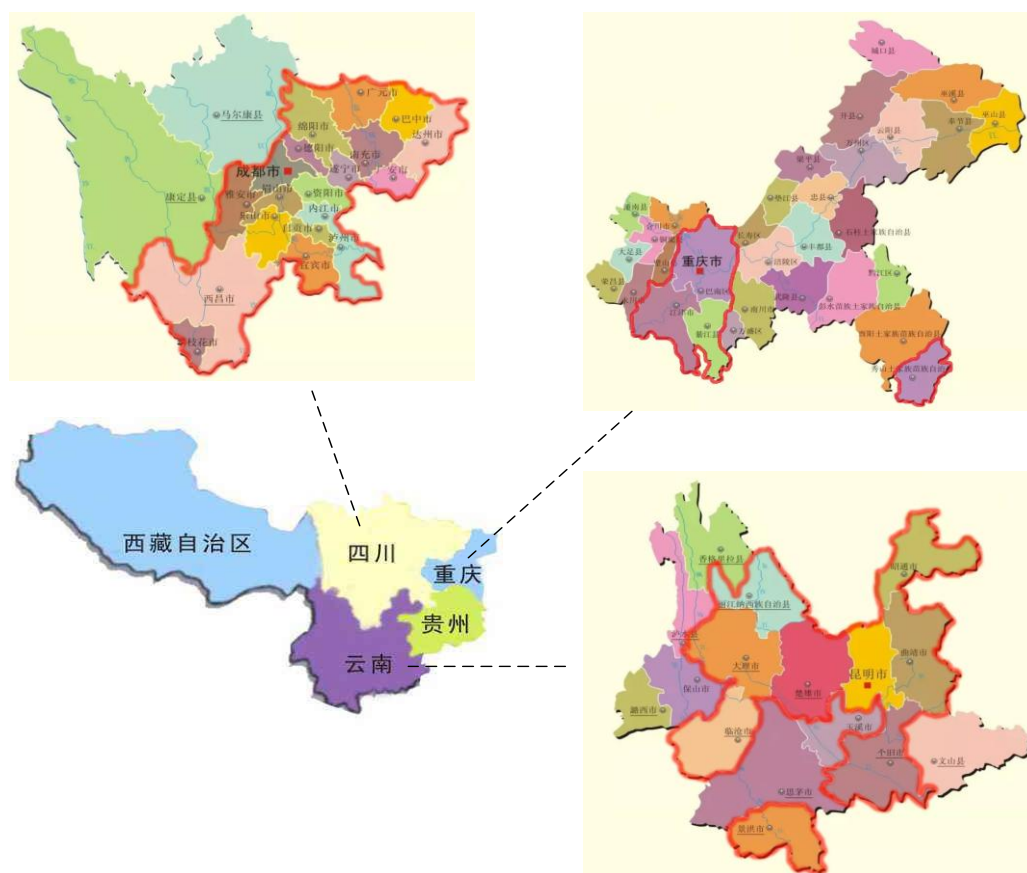 广元市
巴中市
达州市
绵阳市
马尔康县
德阳市
南充市
遂宁市
广安市
成都市
康定县
雅安市
眉山市
资阳市
内江市
乐山市
自贡市
泸州市
宜宾市
西昌市
攀枝花市
城口县
巫溪县
巫山县
开县
云阳县
奉节县
万州区
梁平县
垫江县
忠县
潼南县
合川市
铜梁县
长寿区
丰都县
石柱土家族自治县
大足县
重庆市
涪陵区
黔江区
荣昌县
永川市
巴南区
武隆县
彭水苗族土家族自治县
江津市
南川市
綦江县
万盛区
酉阳土家族苗族自治县
秀山土家族苗族自治县
西藏自治区
四川
重庆
贵州
云南
香格里拉县
昭通市
丽江纳西族自治县
泸水县
大理市
曲靖市
昆明市
保山市
楚雄市
潞西市
临沧市
玉溪市
个旧市
文山县
思茅市
景洪市